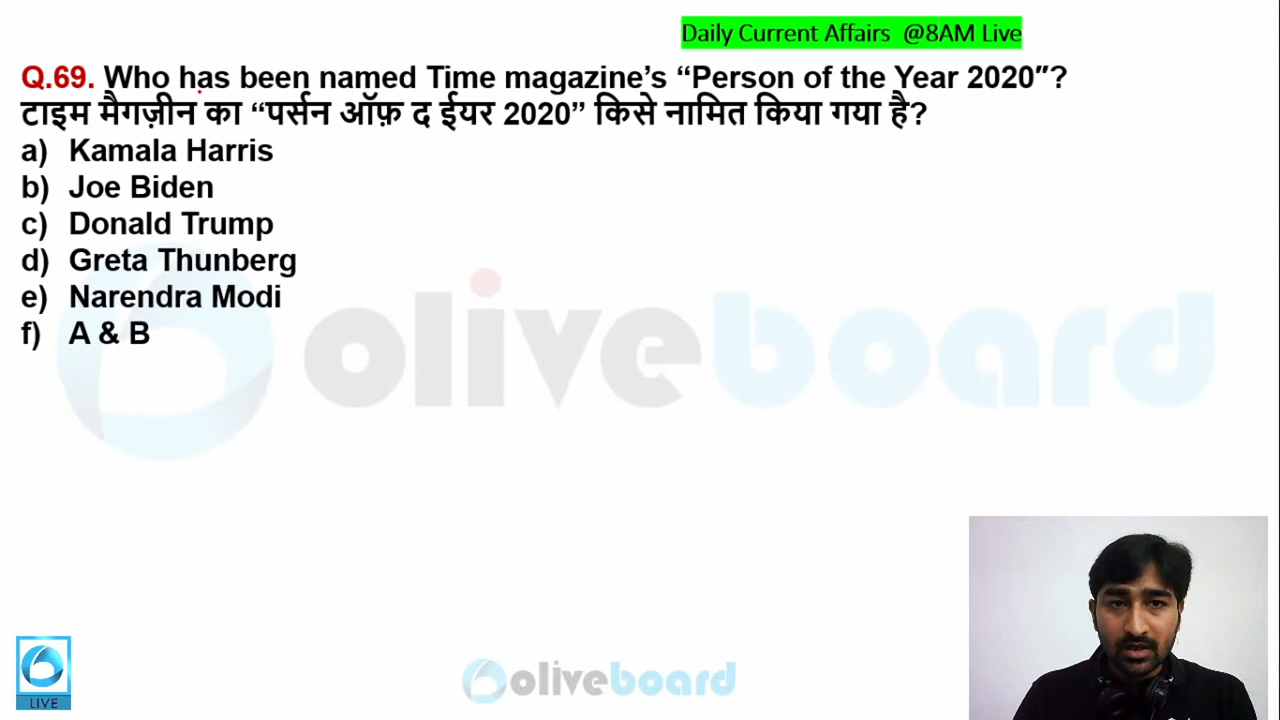 Daily Current Affairs @8AM Live
Q.69. Who has been named Time magazine’s “Person of the Year 2020″?
टाइम मैगज़ीन का “पर्सन ऑफ़ द ईयर 2020” किसे नामित किया गया है?
a) Kamala Harris
b) Joe Biden
c) Donald Trump
d) Greta Thunberg
e) Narendra Modi
f) A & B
oliveboard
LIVE
oliveboard